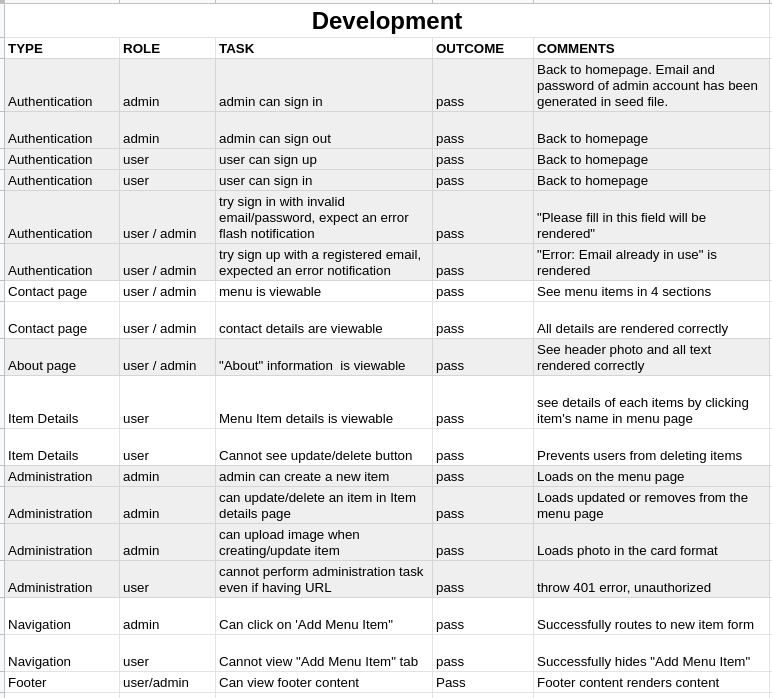 Development
TYPE ROLE TASK OUTCOME COMMENTS
Authentication admin admin can sign in pass Back to homepage. Email and
password of admin account has been
generated in seed file.
Authentication admin admin can sign out pass Back to homepage
Authentication user user can sign up pass Back to homepage
Authentication user user can sign in pass Back to homepage
Authentication user / admin try sign in with invalid
email/password, expect an error
flash notification pass "Please fill in this field will be
rendered"
Authentication user / admin try sign up with a registered email,
expected an error notification pass "Error: Email already in use" is
rendered
Contact page user / admin menu is viewable pass See menu items in 4 sections
Contact page user / admin contact details are viewable pass All details are rendered correctly
About page user / admin "About" information  is viewable pass See header photo and all text
rendered correctly
Item Details user Menu Item details is viewable pass see details of each items by clicking
item's name in menu page
Item Details user Cannot see update/delete button pass Prevents users from deleting items
Administration admin admin can create a new item pass Loads on the menu page
Administration admin can update/delete an item in Item
details page pass Loads updated or removes from the
menu page
Administration admin can upload image when
creating/update item pass Loads photo in the card format
Administration user cannot perform administration task
even if having URL pass throw 401 error, unauthorized
Navigation admin Can click on 'Add Menu Item" pass Successfully routes to new item form
Navigation user Cannot view "Add Menu Item" tab pass Successfully hides "Add Menu Item"
Footer user/admin Can view footer content Pass Footer content renders content